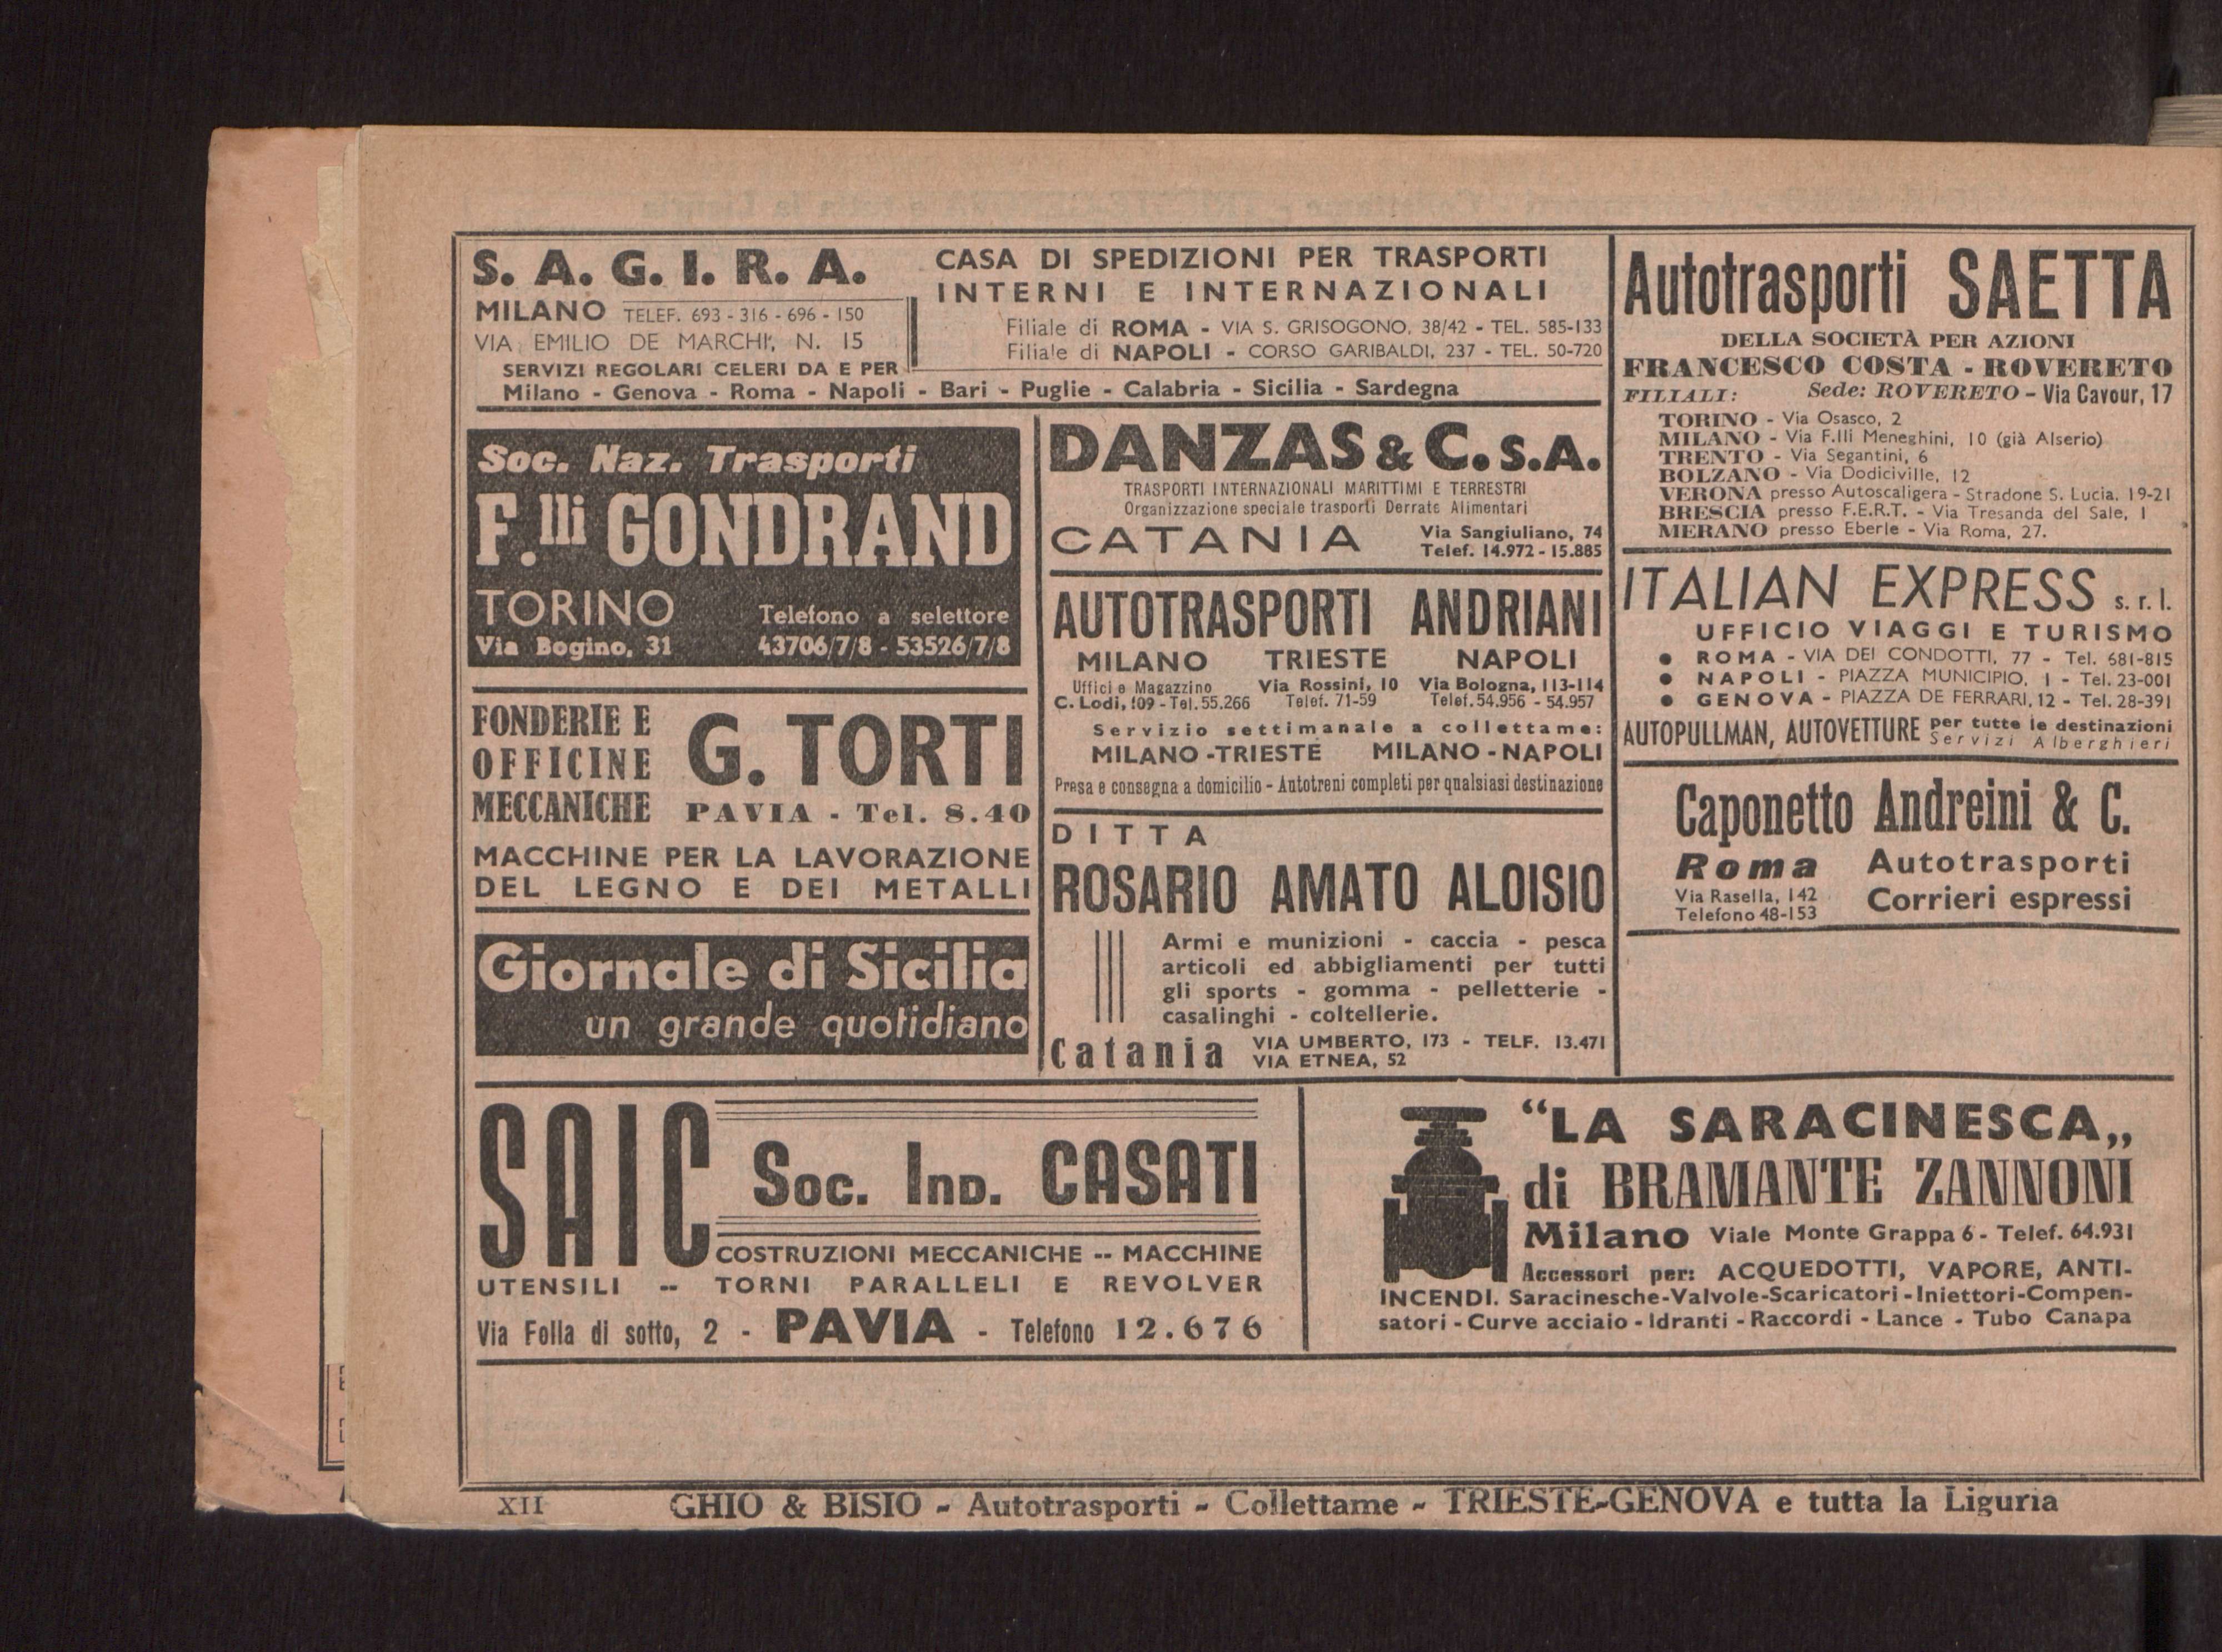 S. A. G. I. R. A.
MILANO TELEF. 693 - 316 - 696 - 150
VIA EMILIO DE MARCHI, N. 15
CASA DI SPEDIZIONI PER TRASPORTI
INTERNI E INTERNAZIONALI
Filiale di ROMA - VIA S. GRISOGONO, 38/42 - TEL. 585-133
Filiale di NAPOLI - CORSO GARIBALDI, 237 - TEL. 50-720
SERVIZI REGOLARI CELERI DA E PER
Milano - Genova - Roma - Napoli - Bari - Puglie - Calabria - Sicilia - Sardegna
Soc. Naz. Trasporti
F.lli GONDRAND
TORINO Telefono a selettore
Via Bogino, 31 43706/7/8 - 53526/7/8
FONDERIE E
OFFICINE
MECCANICHE
G. TORTI
PAVIA - Tel. 8.40
MACCHINE PER LA LAVORAZIONE
DEL LEGNO E DEI METALLI
Giornale di Sicilia
un grande quotidiano
DANZAS & C. S.A.
TRASPORTI INTERNAZIONALI MARITTIMI E TERRESTRI
Organizzazione speciale trasporti Derrate Alimentari
CATANIA
Via Sangiuliano, 74
Telef. 14.972 - 15.885
AUTOTRASPORTI ANDRIANI
MILANO TRIESTE NAPOLI
Uffici e Magazzino Via Rossini, 10 Via Bologna, 113-114
C. Lodi, 109 - Tel. 55.266 Telef. 71-59 Telef. 54.956 - 54.957
Servizio settimanale a collettame:
MILANO - TRIESTE MILANO - NAPOLI
Presa e consegna a domicilio - Autotreni completi per qualsiasi destinazione
DITTA
ROSARIO AMATO ALOISIO
Armi e munizioni - caccia - pesca
articoli ed abbigliamenti per tutti
gli sports - gomma - pelletterie -
casalinghi - coltellerie.
Catania
VIA UMBERTO, 173 - TELF. 13.471
VIA ETNEA, 52
Autotrasporti SAETTA
DELLA SOCIETÀ PER AZIONI
FRANCESCO COSTA - ROVERETO
FILIALI: Sede: ROVERETO - Via Cavour, 17
TORINO - Via Osasco, 2
MILANO - Via F.lli Meneghini, 10 (già Alserio)
TRENTO - Via Segantini, 6
BOLZANO - Via Dodiciville, 12
VERONA presso Autoscaligera - Stradone S. Lucia, 19-21
BRESCIA presso F.E.R.T. - Via Tresanda del Sale, 1
MERANO presso Eberle - Via Roma, 27.
ITALIAN EXPRESS s. r. l.
UFFICIO VIAGGI E TURISMO
• ROMA - VIA DEI CONDOTTI, 77 - Tel. 681-815
• NAPOLI - PIAZZA MUNICIPIO, 1 - Tel. 23-001
• GENOVA - PIAZZA DE FERRARI, 12 - Tel. 28-391
AUTOPULLMAN, AUTOVETTURE per tutte le destinazioni
Servizi Alberghieri
Caponetto Andreini & C.
Roma Autotrasporti
Via Rasella, 142
Telefono 48-153
Corrieri espressi
SAIC
Soc. Ind. CASATI
COSTRUZIONI MECCANICHE -- MACCHINE
UTENSILI -- TORNI PARALLELI E REVOLVER
Via Folla di sotto, 2 - PAVIA - Telefono 12.676
“LA SARACINESCA„
di BRAMANTE ZANNONI
Milano Viale Monte Grappa 6 - Telef. 64.931
Accessori per: ACQUEDOTTI, VAPORE, ANTI-
INCENDI. Saracinesche-Valvole-Scaricatori-Iniettori-Compen-
satori - Curve acciaio - Idranti - Raccordi - Lance - Tubo Canapa
XII GHIO & BISIO - Autotrasporti - Collettame - TRIESTE-GENOVA e tutta la Liguria